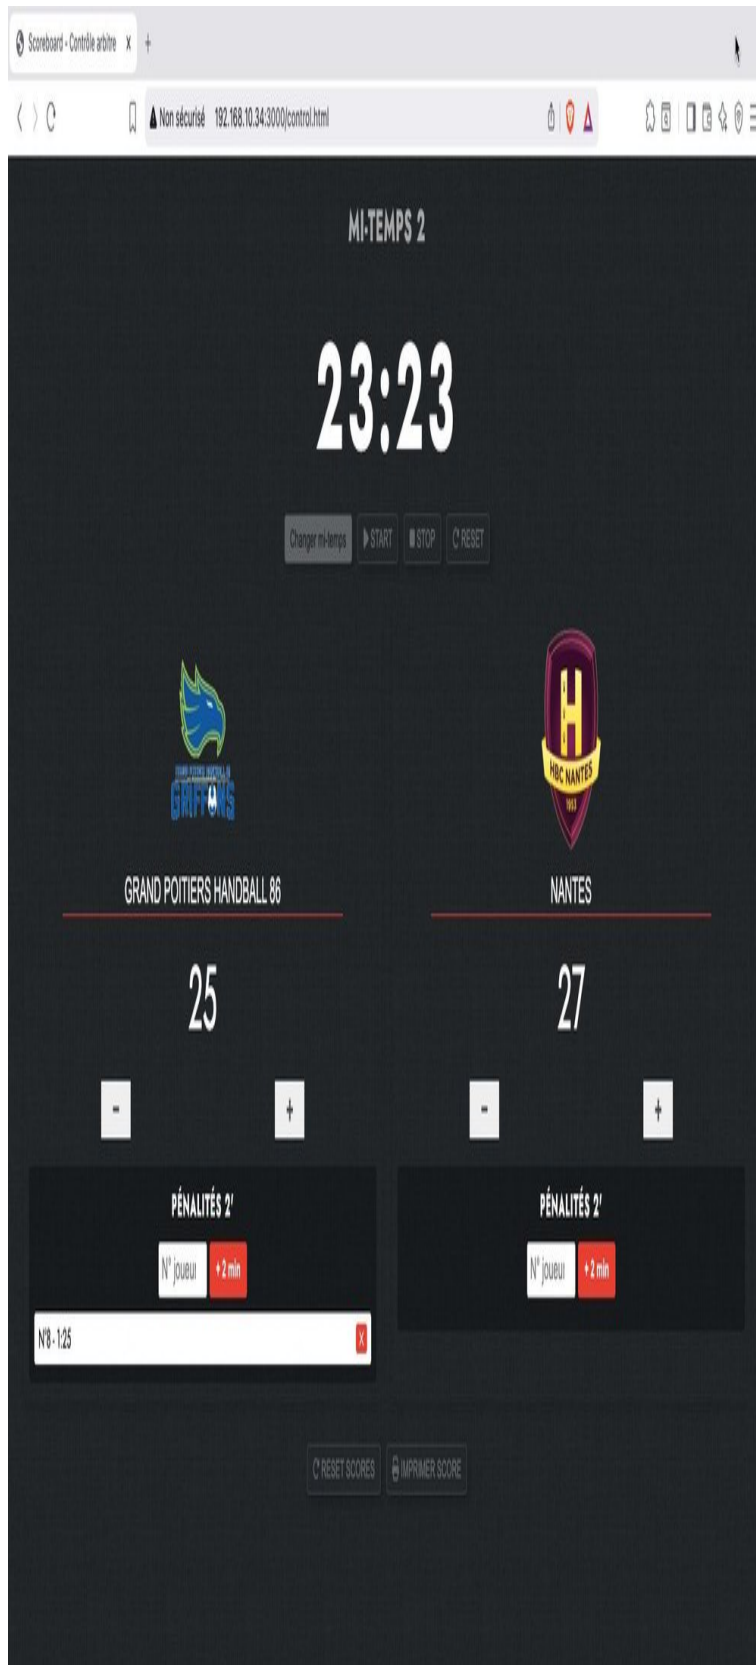 Scoreboard - Contrôle arbitre
Non sécurisé 192.168.10.34:3000/control.html
MI-TEMPS 2
23:23
Changer mi-temps START STOP RESET
GRIFFONS
H
HBC NANTES
1953
GRAND POITIERS HANDBALL 86
NANTES
25
27
- +
- +
PÉNALITÉS 2'
N° joueur +2 min
N°8 - 1:25 X
PÉNALITÉS 2'
N° joueur +2 min
RESET SCORES IMPRIMER SCORE